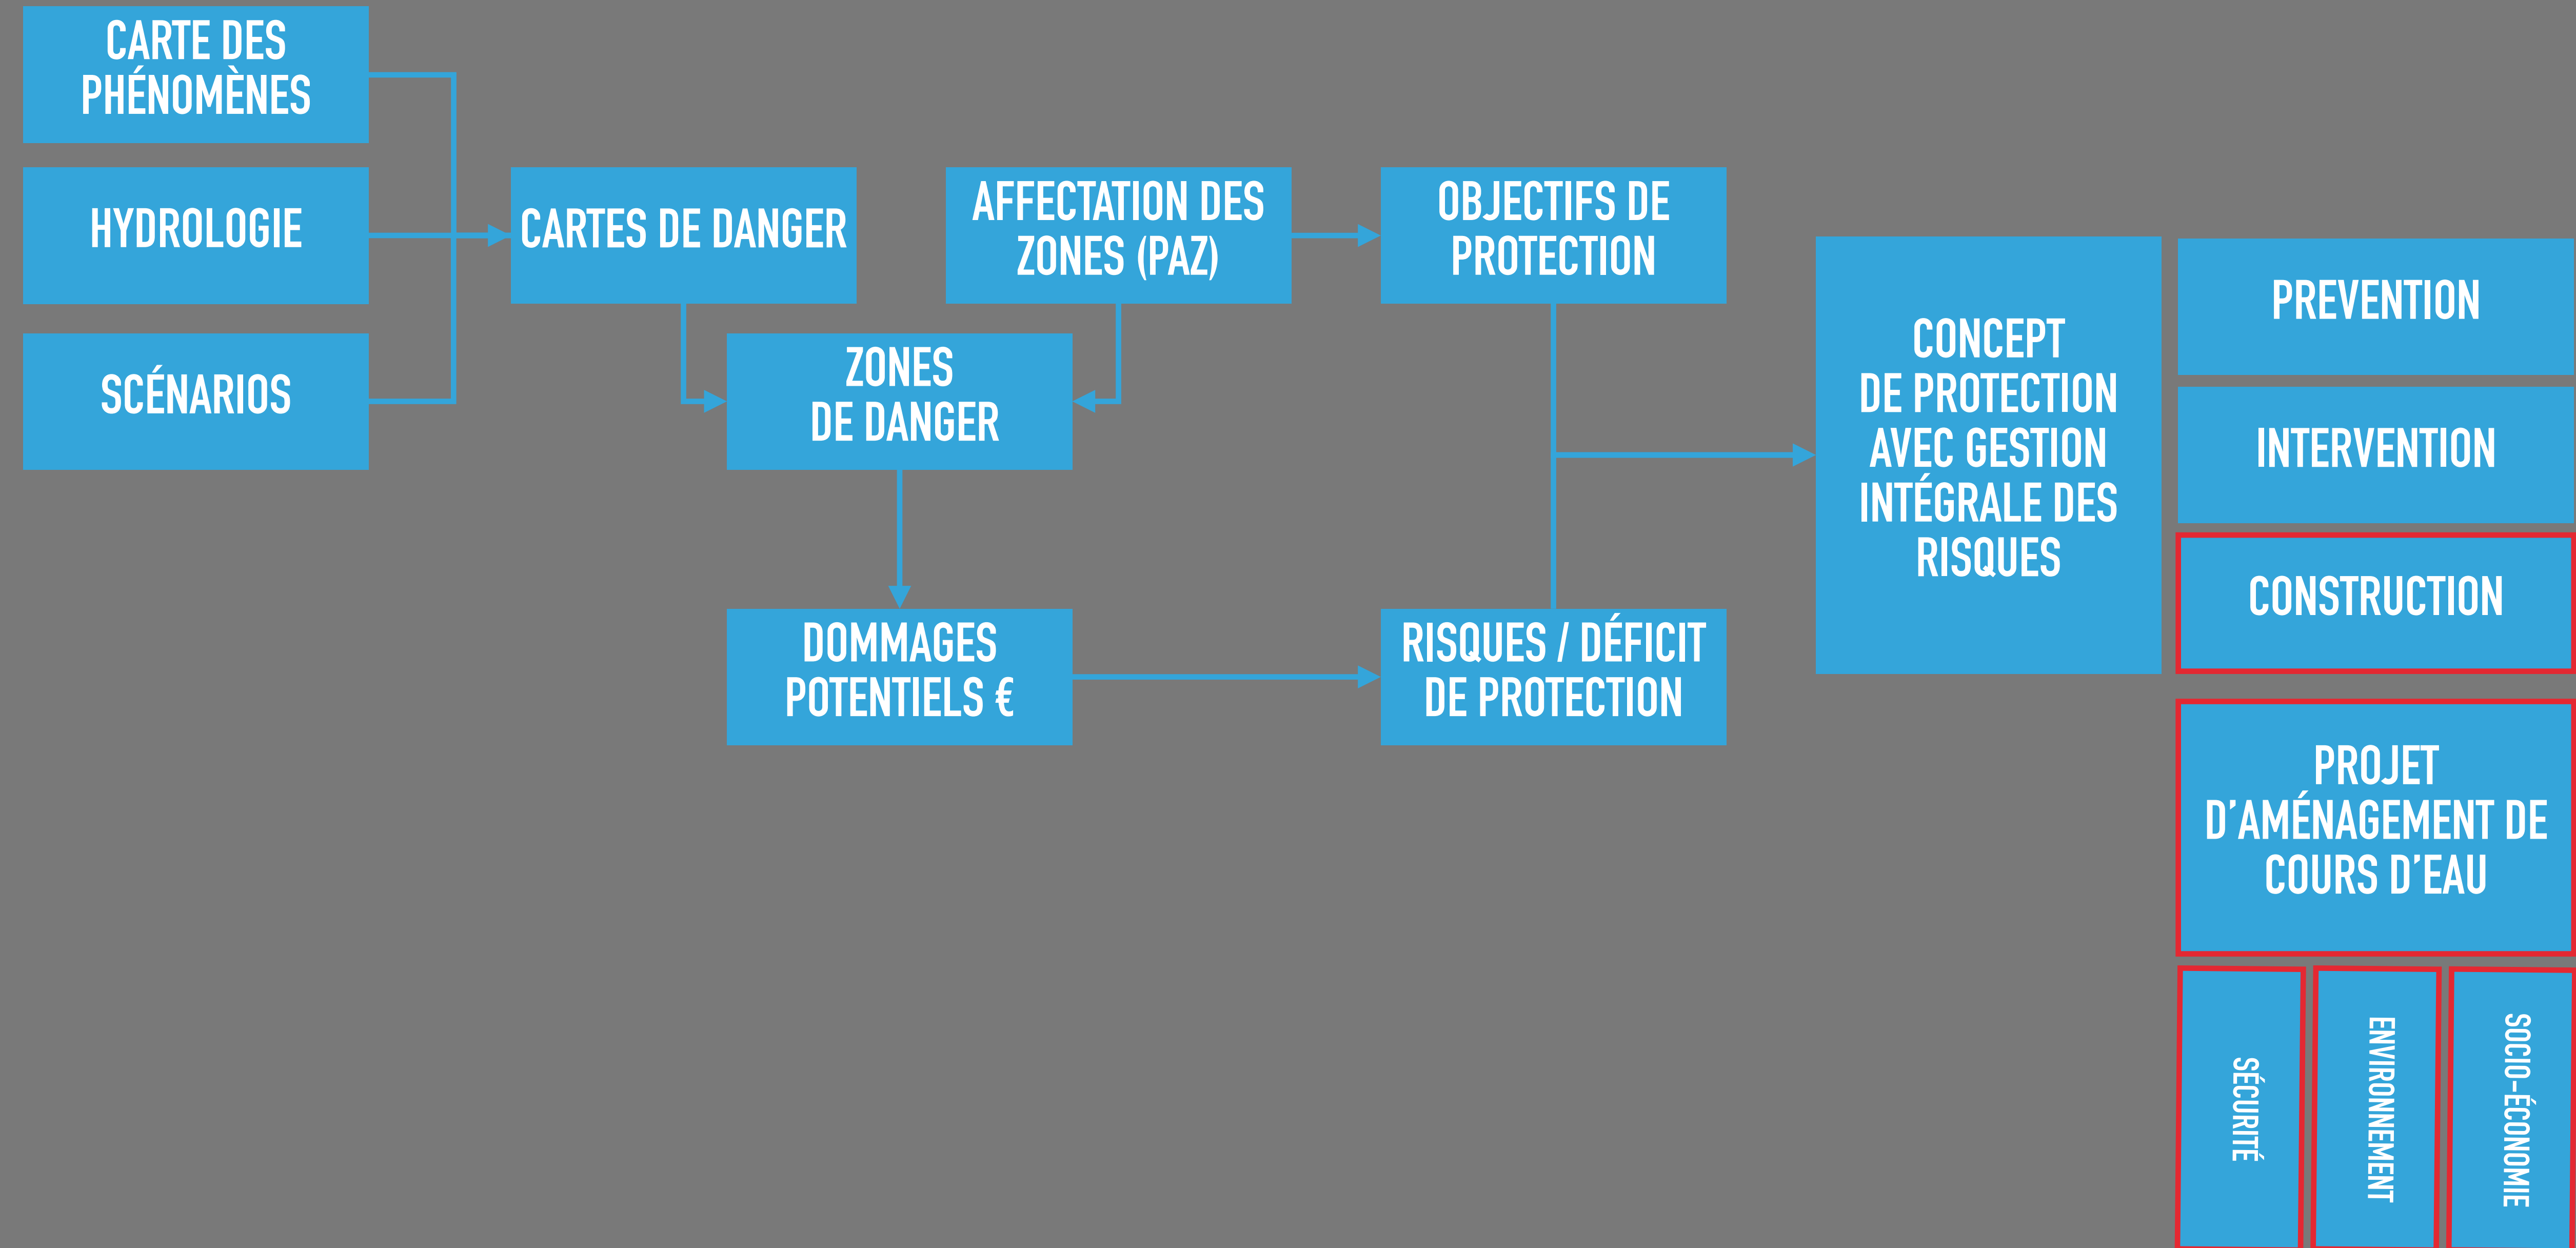 CARTE DES
PHÉNOMÈNES
HYDROLOGIE
SCÉNARIOS
CARTES DE DANGER
AFFECTATION DES
ZONES (PAZ)
OBJECTIFS DE
PROTECTION
ZONES
DE DANGER
DOMMAGES
POTENTIELS €
RISQUES / DÉFICIT
DE PROTECTION
CONCEPT
DE PROTECTION
AVEC GESTION
INTÉGRALE DES
RISQUES
PREVENTION
INTERVENTION
CONSTRUCTION
PROJET
D'AMÉNAGEMENT DE
COURS D'EAU
SÉCURITÉ
ENVIRONNEMENT
SOCIO-ÉCONOMIE